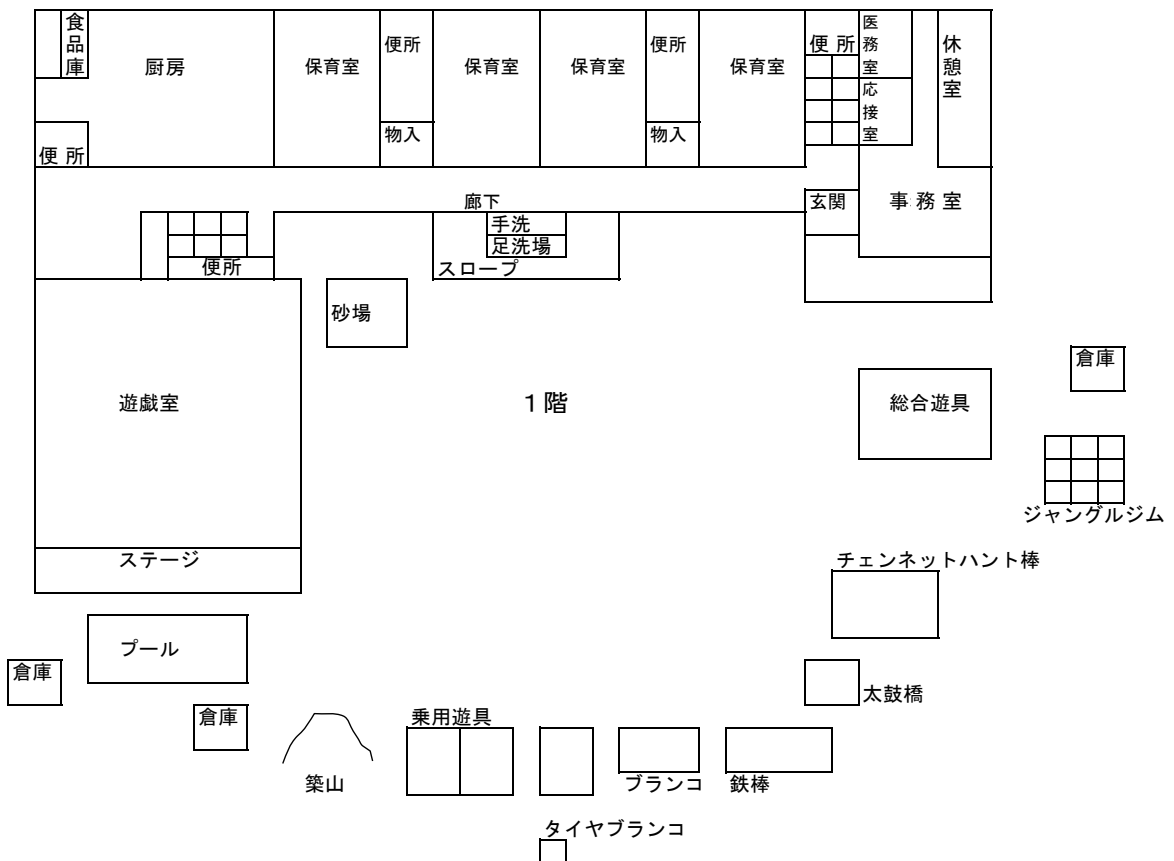 食品庫
厨房
保育室
便所
保育室
保育室
便所
保育室
便所
医務室
休憩室
応接室
物入
物入
便所
廊下
玄関
事務室
手洗
足洗場
便所
スロープ
砂場
倉庫
遊戯室
1階
総合遊具
ジャングルジム
ステージ
チェンネットハント棒
プール
倉庫
太鼓橋
倉庫
乗用遊具
築山
ブランコ
鉄棒
タイヤブランコ